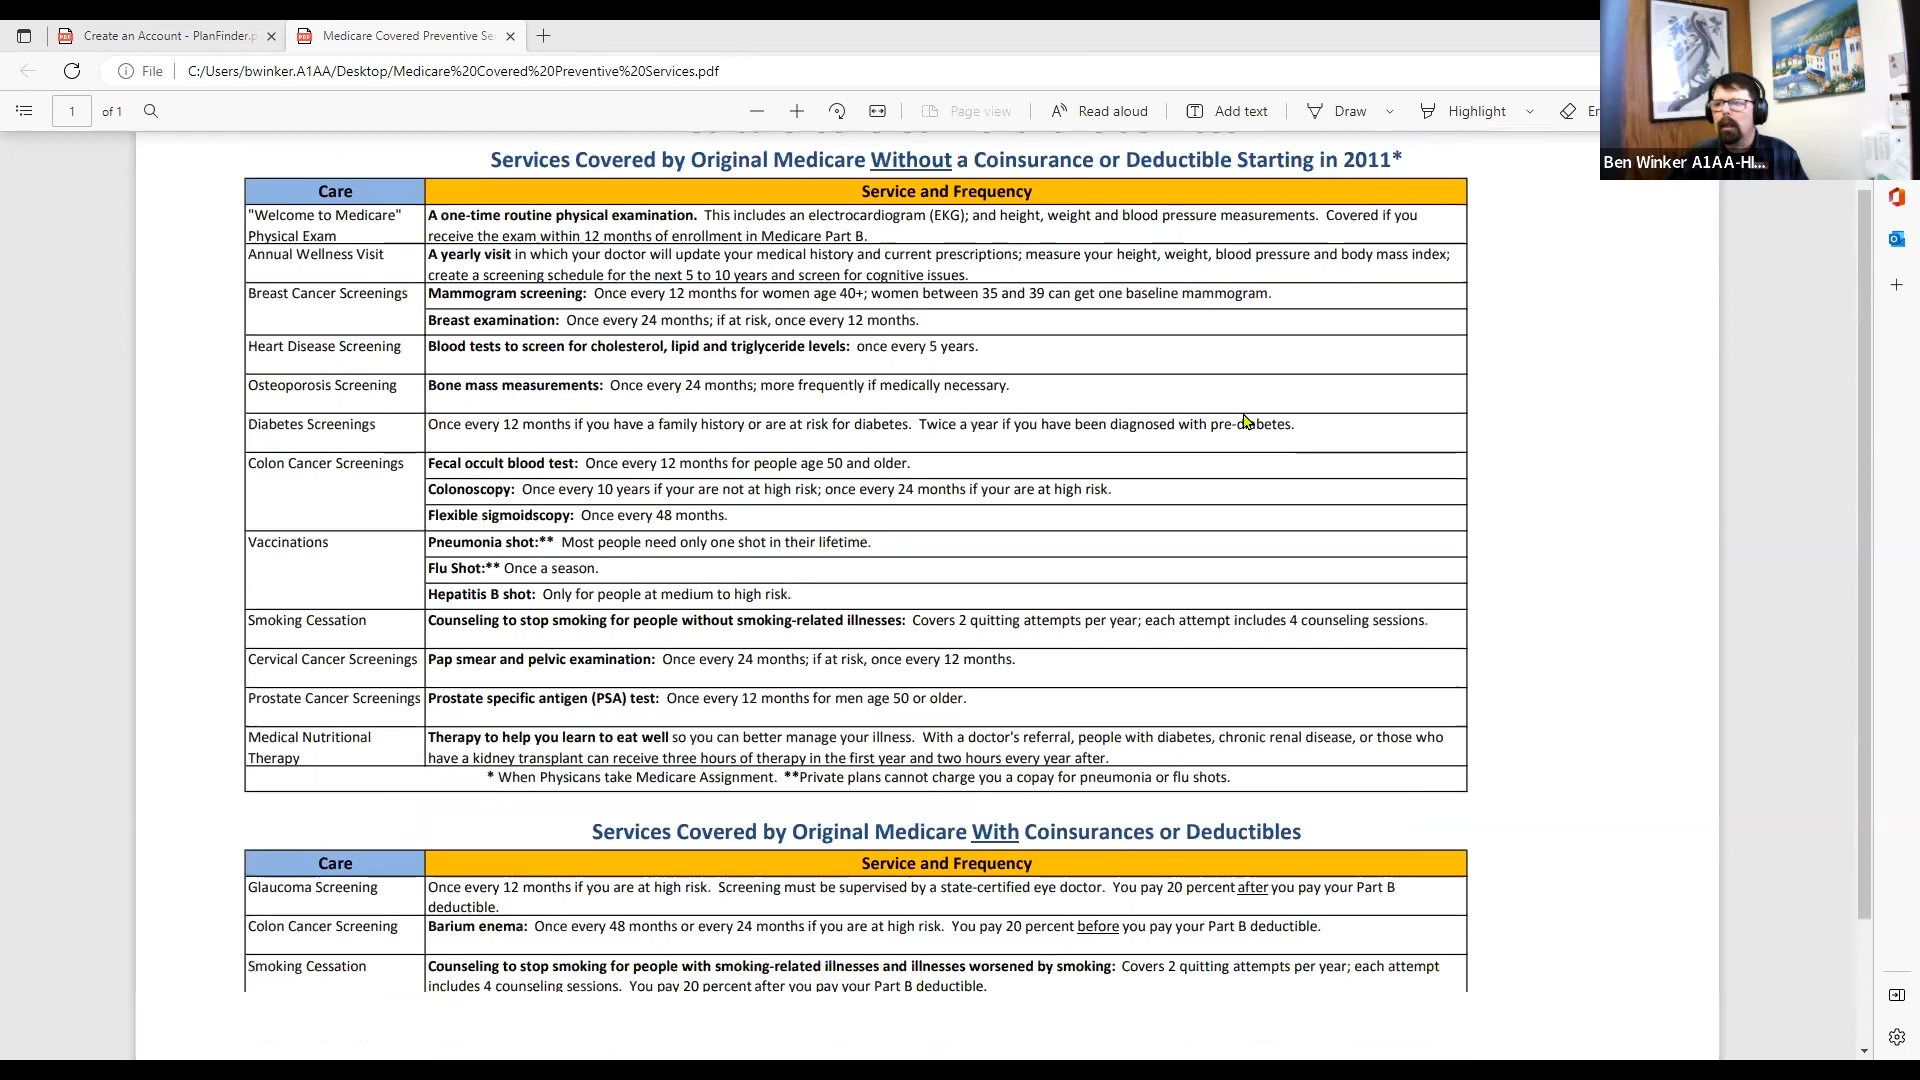 Create an Account - PlanFinder.p
Medicare Covered Preventive Se
File
C:/Users/bwinker.A1AA/Desktop/Medicare%20Covered%20Preventive%20Services.pdf
1 of 1
Page view
Read aloud
Add text
Draw
Highlight
Ben Winker A1AA-HI...
Services Covered by Original Medicare Without a Coinsurance or Deductible Starting in 2011*
Care Service and Frequency
"Welcome to Medicare" A one-time routine physical examination. This includes an electrocardiogram (EKG); and height, weight and blood pressure measurements. Covered if you
Physical Exam receive the exam within 12 months of enrollment in Medicare Part B.
Annual Wellness Visit A yearly visit in which your doctor will update your medical history and current prescriptions; measure your height, weight, blood pressure and body mass index;
create a screening schedule for the next 5 to 10 years and screen for cognitive issues.
Breast Cancer Screenings Mammogram screening: Once every 12 months for women age 40+; women between 35 and 39 can get one baseline mammogram.
Breast examination: Once every 24 months; if at risk, once every 12 months.
Heart Disease Screening Blood tests to screen for cholesterol, lipid and triglyceride levels: once every 5 years.
Osteoporosis Screening Bone mass measurements: Once every 24 months; more frequently if medically necessary.
Diabetes Screenings Once every 12 months if you have a family history or are at risk for diabetes. Twice a year if you have been diagnosed with pre-diabetes.
Colon Cancer Screenings Fecal occult blood test: Once every 12 months for people age 50 and older.
Colonoscopy: Once every 10 years if your are not at high risk; once every 24 months if your are at high risk.
Flexible sigmoidscopy: Once every 48 months.
Vaccinations Pneumonia shot:** Most people need only one shot in their lifetime.
Flu Shot:** Once a season.
Hepatitis B shot: Only for people at medium to high risk.
Smoking Cessation Counseling to stop smoking for people without smoking-related illnesses: Covers 2 quitting attempts per year; each attempt includes 4 counseling sessions.
Cervical Cancer Screenings Pap smear and pelvic examination: Once every 24 months; if at risk, once every 12 months.
Prostate Cancer Screenings Prostate specific antigen (PSA) test: Once every 12 months for men age 50 or older.
Medical Nutritional Therapy to help you learn to eat well so you can better manage your illness. With a doctor's referral, people with diabetes, chronic renal disease, or those who
Therapy have a kidney transplant can receive three hours of therapy in the first year and two hours every year after.
* When Physicans take Medicare Assignment. **Private plans cannot charge you a copay for pneumonia or flu shots.
Services Covered by Original Medicare With Coinsurances or Deductibles
Care Service and Frequency
Glaucoma Screening Once every 12 months if you are at high risk. Screening must be supervised by a state-certified eye doctor. You pay 20 percent after you pay your Part B
deductible.
Colon Cancer Screening Barium enema: Once every 48 months or every 24 months if you are at high risk. You pay 20 percent before you pay your Part B deductible.
Smoking Cessation Counseling to stop smoking for people with smoking-related illnesses and illnesses worsened by smoking: Covers 2 quitting attempts per year; each attempt
includes 4 counseling sessions. You pay 20 percent after you pay your Part B deductible.